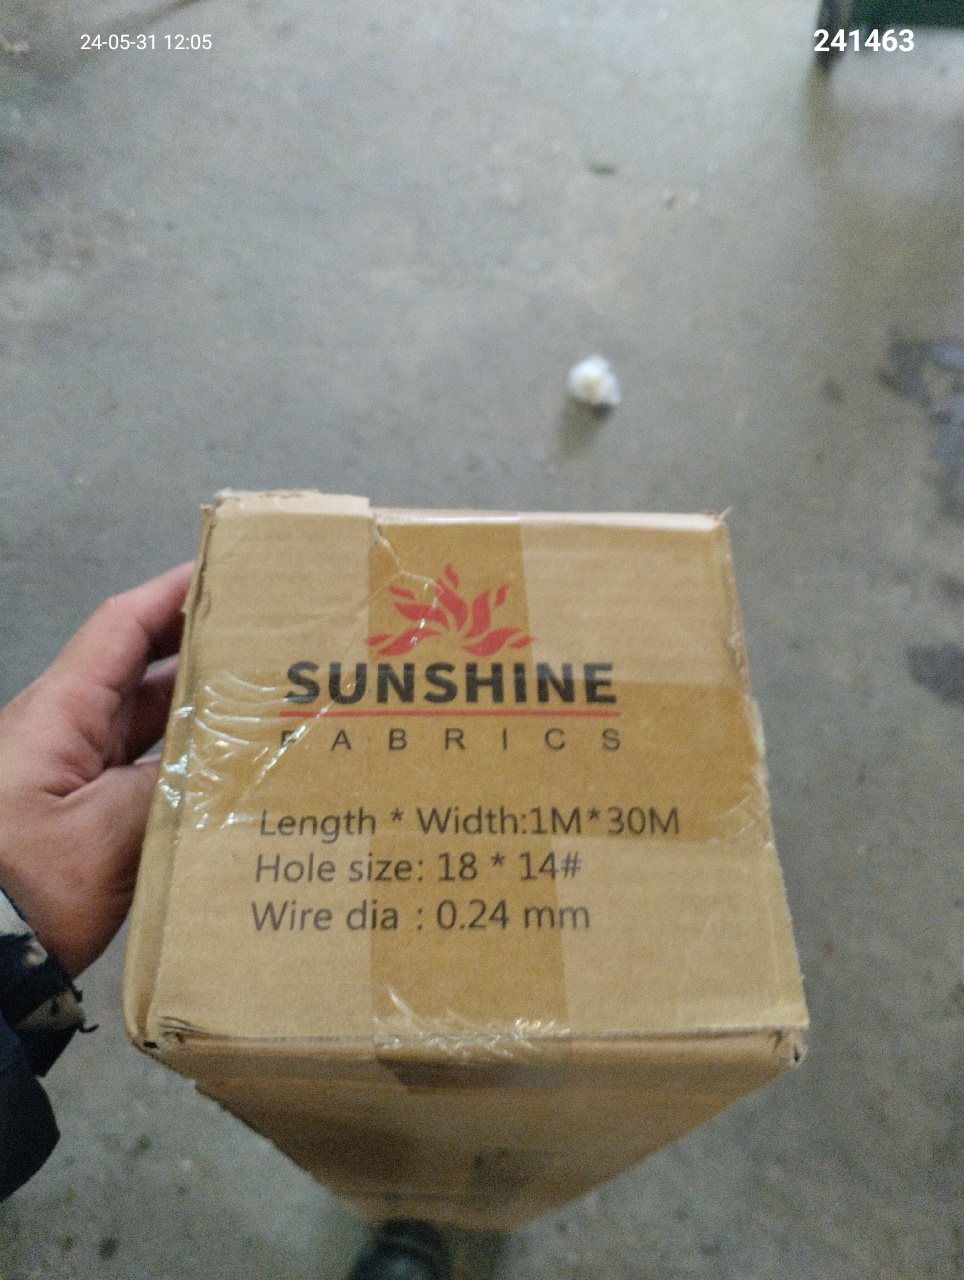 24-05-31 12:05
241463
SUNSHINE
FABRICS
Length * Width:1M*30M
Hole size: 18 * 14#
Wire dia : 0.24 mm